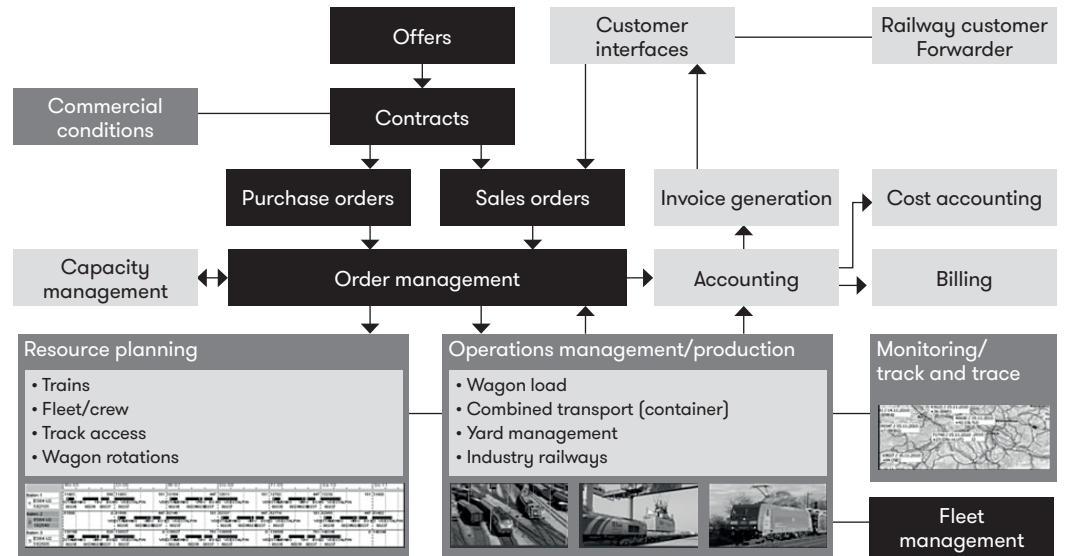 Offers
Customer
interfaces
Railway customer
Forwarder
Commercial
conditions
Contracts
Purchase orders
Sales orders
Invoice generation
Cost accounting
Capacity
management
Order management
Accounting
Billing
Resource planning
• Trains
• Fleet/crew
• Track access
• Wagon rotations
Operations management/production
• Wagon load
• Combined transport (container)
• Yard management
• Industry railways
Monitoring/
track and trace
Fleet
management